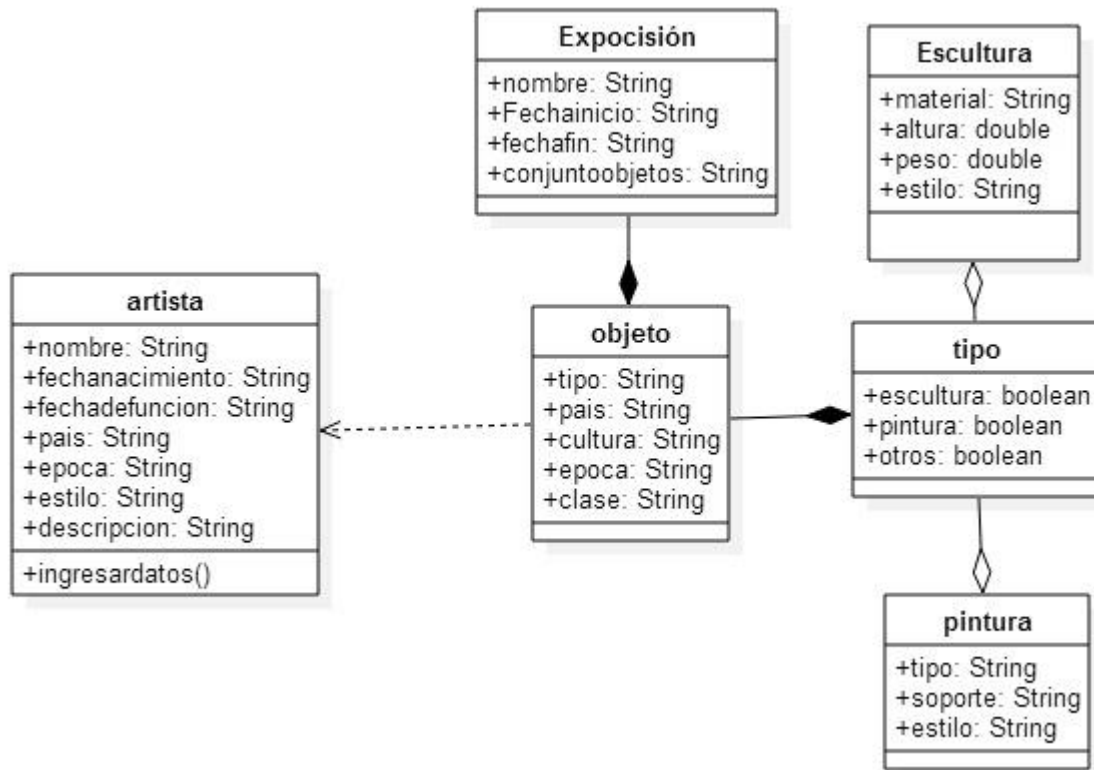 Expocisión
+nombre: String
+Fechainicio: String
+fechafin: String
+conjuntoobjetos: String
Escultura
+material: String
+altura: double
+peso: double
+estilo: String
artista
+nombre: String
+fechanacimiento: String
+fechadefuncion: String
+pais: String
+epoca: String
+estilo: String
+descripcion: String
+ingresardatos()
objeto
+tipo: String
+pais: String
+cultura: String
+epoca: String
+clase: String
tipo
+escultura: boolean
+pintura: boolean
+otros: boolean
pintura
+tipo: String
+soporte: String
+estilo: String